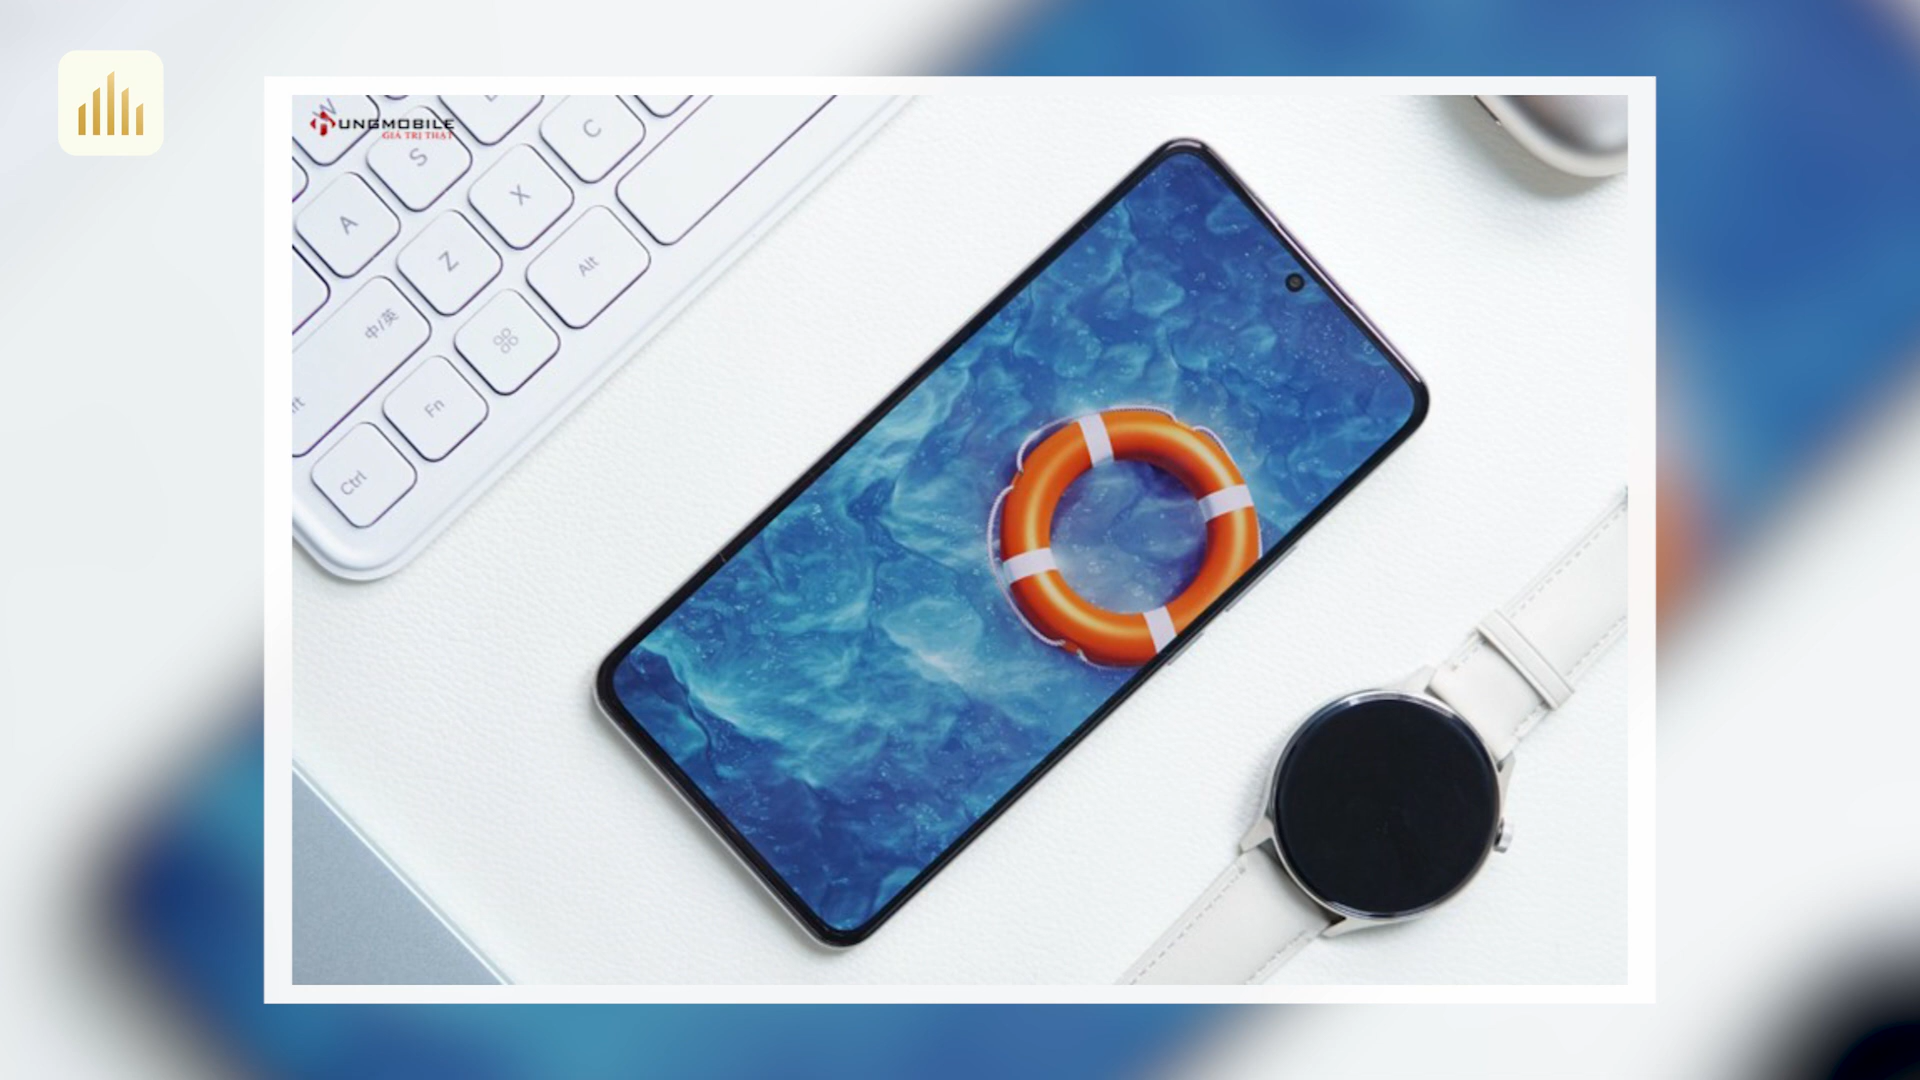 HUNGMOBILE
GIÁ TRỊ THẬT
W
S
C
A
X
Z
Alt
中/英
Fn
Ctrl